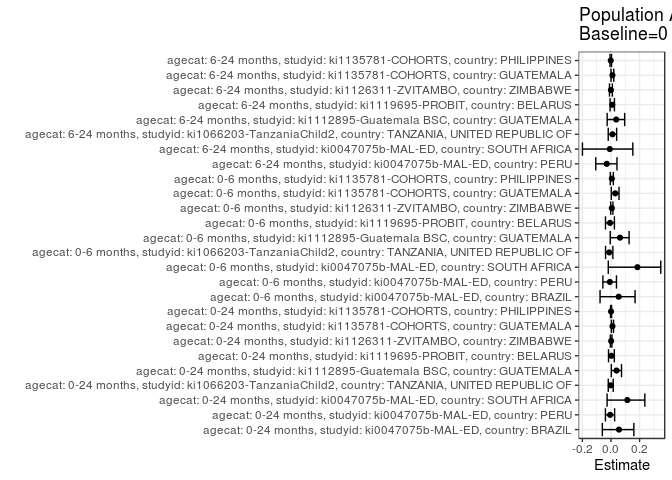 Population A
Baseline=0
agecat: 6-24 months, studyid: ki1135781-COHORTS, country: PHILIPPINES
agecat: 6-24 months, studyid: ki1135781-COHORTS, country: GUATEMALA
agecat: 6-24 months, studyid: ki1126311-ZVITAMBO, country: ZIMBABWE
agecat: 6-24 months, studyid: ki1119695-PROBIT, country: BELARUS
agecat: 6-24 months, studyid: ki1112895-Guatemala BSC, country: GUATEMALA
agecat: 6-24 months, studyid: ki1066203-TanzaniaChild2, country: TANZANIA, UNITED REPUBLIC OF
agecat: 6-24 months, studyid: ki0047075b-MAL-ED, country: SOUTH AFRICA
agecat: 6-24 months, studyid: ki0047075b-MAL-ED, country: PERU
agecat: 0-6 months, studyid: ki1135781-COHORTS, country: PHILIPPINES
agecat: 0-6 months, studyid: ki1135781-COHORTS, country: GUATEMALA
agecat: 0-6 months, studyid: ki1126311-ZVITAMBO, country: ZIMBABWE
agecat: 0-6 months, studyid: ki1119695-PROBIT, country: BELARUS
agecat: 0-6 months, studyid: ki1112895-Guatemala BSC, country: GUATEMALA
agecat: 0-6 months, studyid: ki1066203-TanzaniaChild2, country: TANZANIA, UNITED REPUBLIC OF
agecat: 0-6 months, studyid: ki0047075b-MAL-ED, country: SOUTH AFRICA
agecat: 0-6 months, studyid: ki0047075b-MAL-ED, country: PERU
agecat: 0-6 months, studyid: ki0047075b-MAL-ED, country: BRAZIL
agecat: 0-24 months, studyid: ki1135781-COHORTS, country: PHILIPPINES
agecat: 0-24 months, studyid: ki1135781-COHORTS, country: GUATEMALA
agecat: 0-24 months, studyid: ki1126311-ZVITAMBO, country: ZIMBABWE
agecat: 0-24 months, studyid: ki1119695-PROBIT, country: BELARUS
agecat: 0-24 months, studyid: ki1112895-Guatemala BSC, country: GUATEMALA
agecat: 0-24 months, studyid: ki1066203-TanzaniaChild2, country: TANZANIA, UNITED REPUBLIC OF
agecat: 0-24 months, studyid: ki0047075b-MAL-ED, country: SOUTH AFRICA
agecat: 0-24 months, studyid: ki0047075b-MAL-ED, country: PERU
agecat: 0-24 months, studyid: ki0047075b-MAL-ED, country: BRAZIL
-0.2 0.0 0.2
Estimate